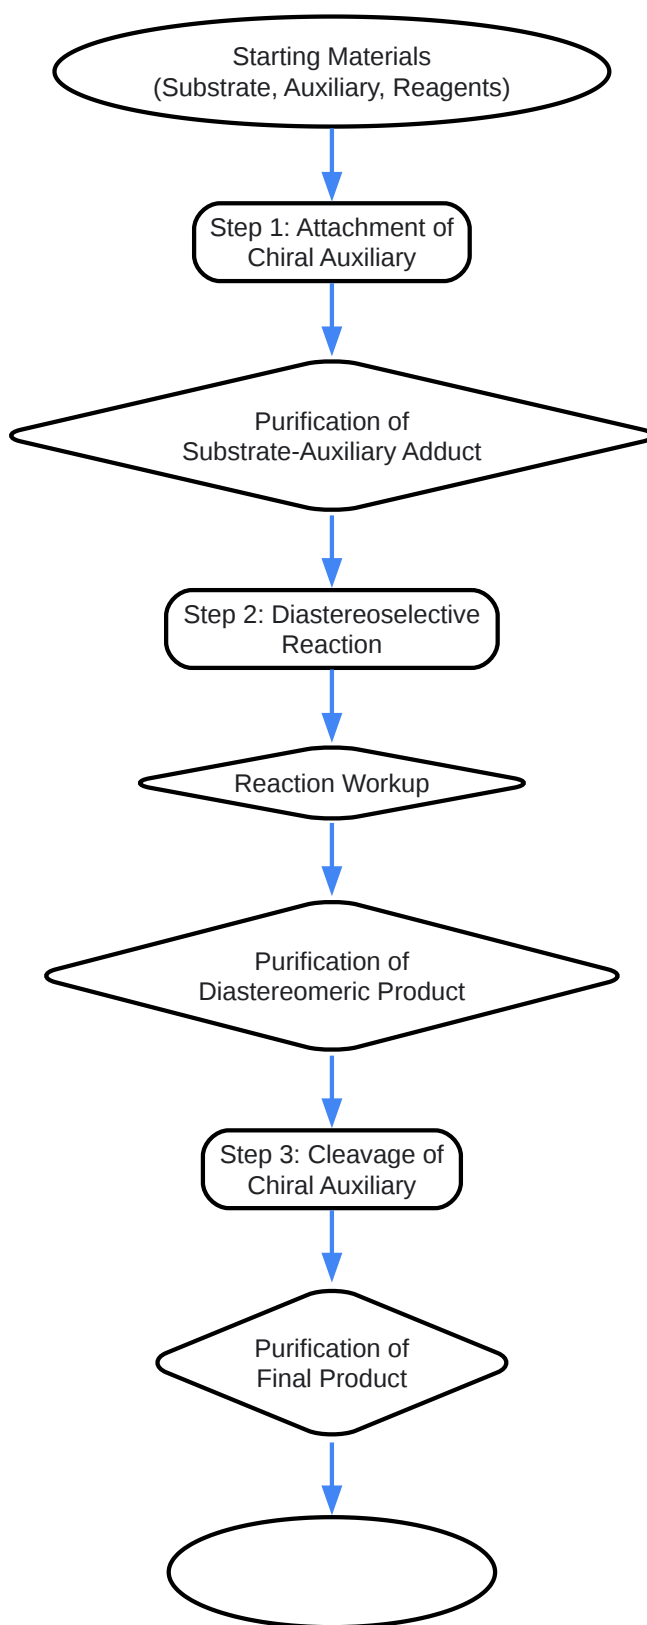 Starting Materials
(Substrate, Auxiliary, Reagents)
Step 1: Attachment of
Chiral Auxiliary
Purification of
Substrate-Auxiliary Adduct
Step 2: Diastereoselective
Reaction
Reaction Workup
Purification of
Diastereomeric Product
Step 3: Cleavage of
Chiral Auxiliary
Purification of
Final Product